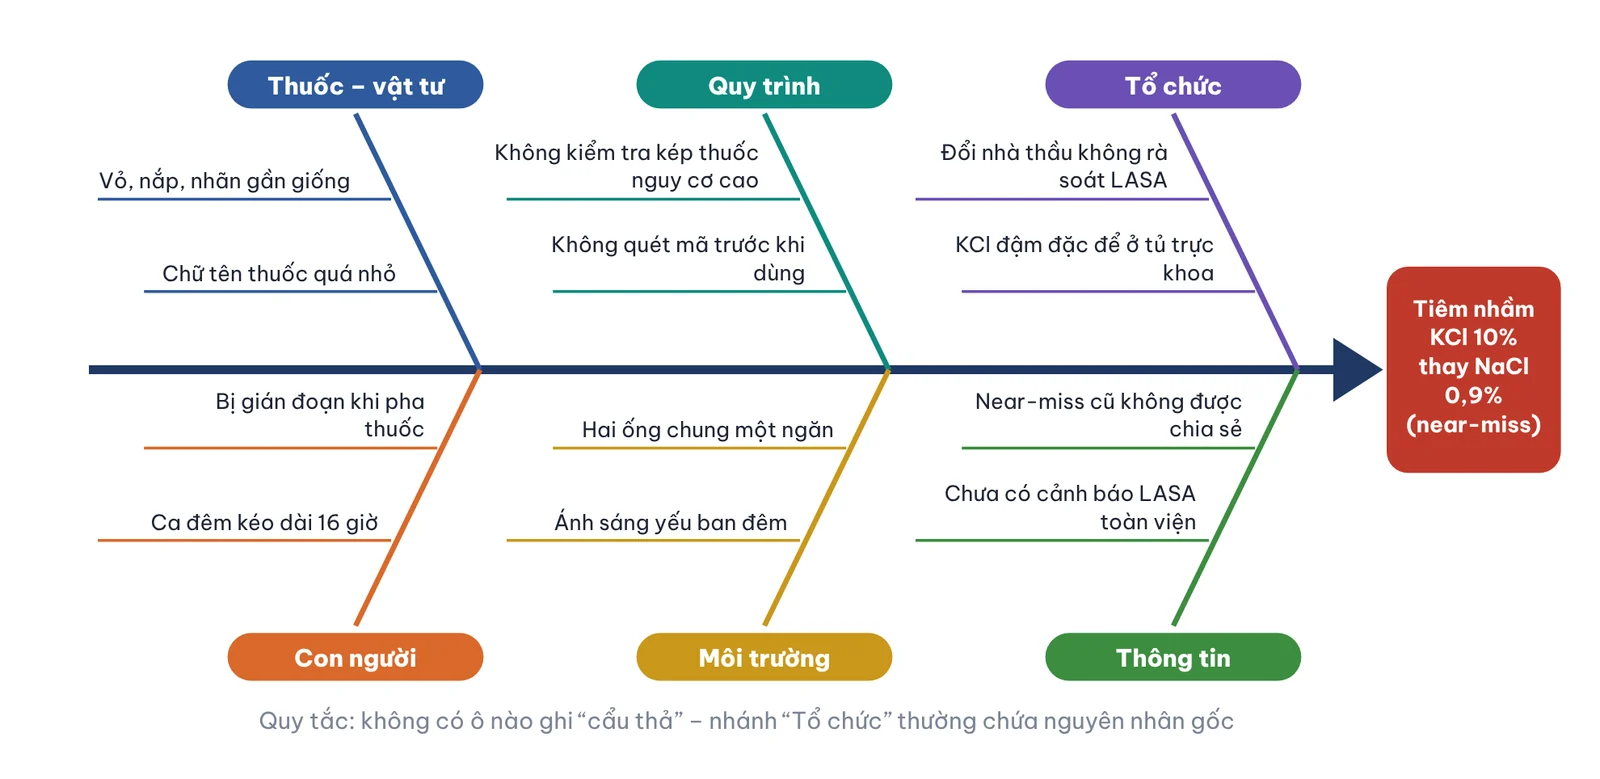 Thuốc – vật tư
Quy trình
Tổ chức
Vỏ, nắp, nhãn gần giống
Chữ tên thuốc quá nhỏ
Không kiểm tra kép thuốc
nguy cơ cao
Không quét mã trước khi
dùng
Đổi nhà thầu không rà
soát LASA
KCl đậm đặc để ở tủ trực
khoa
Tiêm nhầm
KCl 10%
thay NaCl
0,9%
(near-miss)
Bị gián đoạn khi pha
thuốc
Ca đêm kéo dài 16 giờ
Hai ống chung một ngăn
Ánh sáng yếu ban đêm
Near-miss cũ không được
chia sẻ
Chưa có cảnh báo LASA
toàn viện
Con người
Môi trường
Thông tin
Quy tắc: không có ô nào ghi “cẩu thả” – nhánh “Tổ chức” thường chứa nguyên nhân gốc